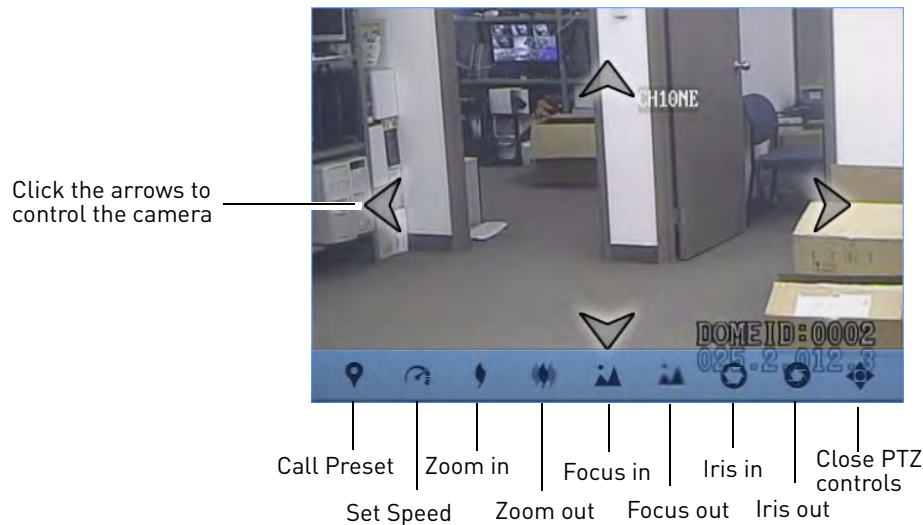 CH10NE
Click the arrows to
control the camera
DOMEID:0002
025.2.012.3
Call Preset
Zoom in
Focus in
Iris in
Close PTZ
controls
Set Speed
Zoom out
Focus out
Iris out